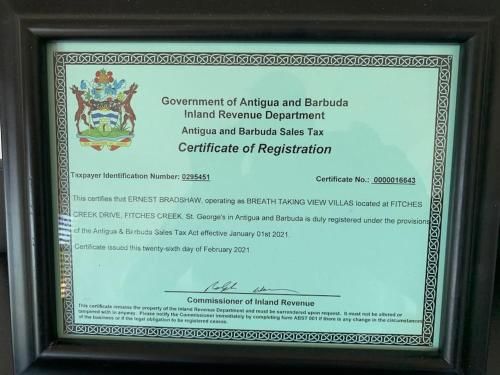 Government of Antigua and Barbuda
Inland Revenue Department
Antigua and Barbuda Sales Tax
Certificate of Registration
Taxpayer Identification Number: 0295451 Certificate No.: 0000016643
This certifies that ERNEST BRADSHAW, operating as BREATH TAKING VIEW VILLAS located at FITCHES
CREEK DRIVE, FITCHES CREEK, St. George's in Antigua and Barbuda is duly registered under the provisions
of the Antigua & Barbuda Sales Tax Act effective January 01st 2021.
Certificate issued this twenty-sixth day of February 2021.
Commissioner of Inland Revenue
This certificate remains the property of the Inland Revenue Department and must be surrendered upon request. It must not be altered or
tampered with in anyway. Please notify the Commissioner immediately by completing form ABST 001 if there is any change in the circumstances
of the business or if the legal obligation to be registered ceases.